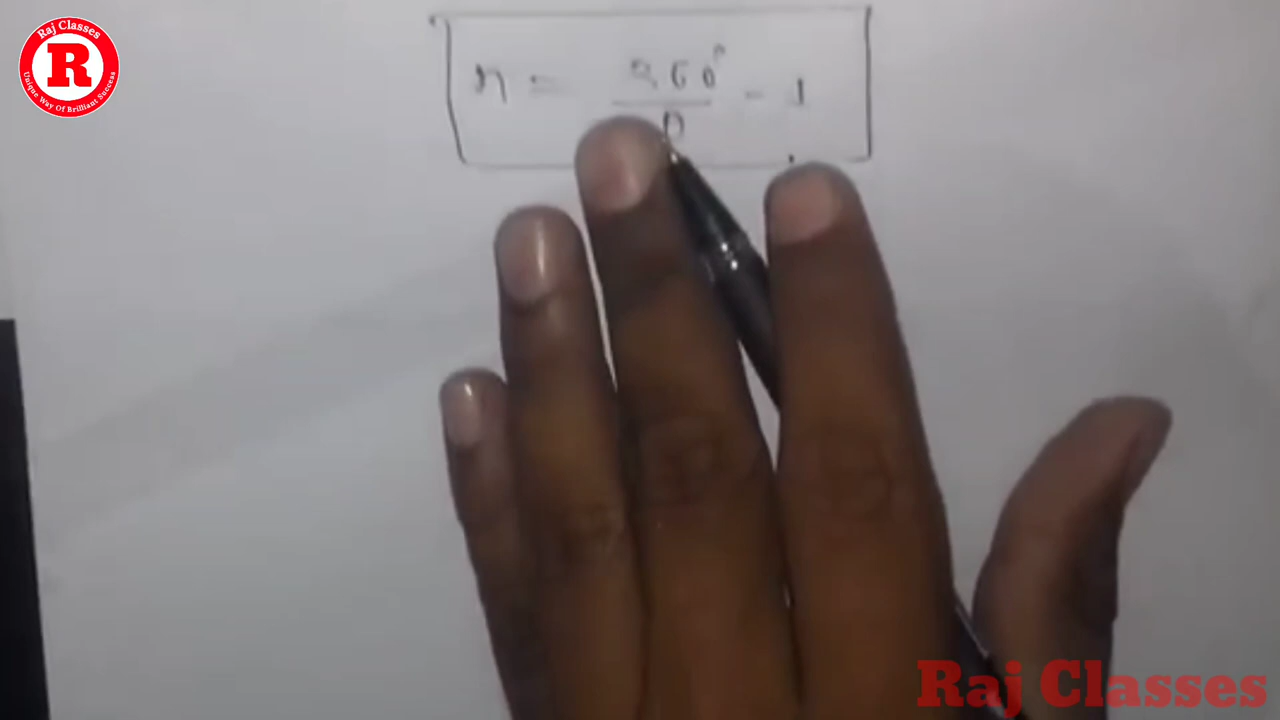 Raj Classes
R
Unique Way Of Brilliant Success
n = 360° / θ - 1
Raj Classes